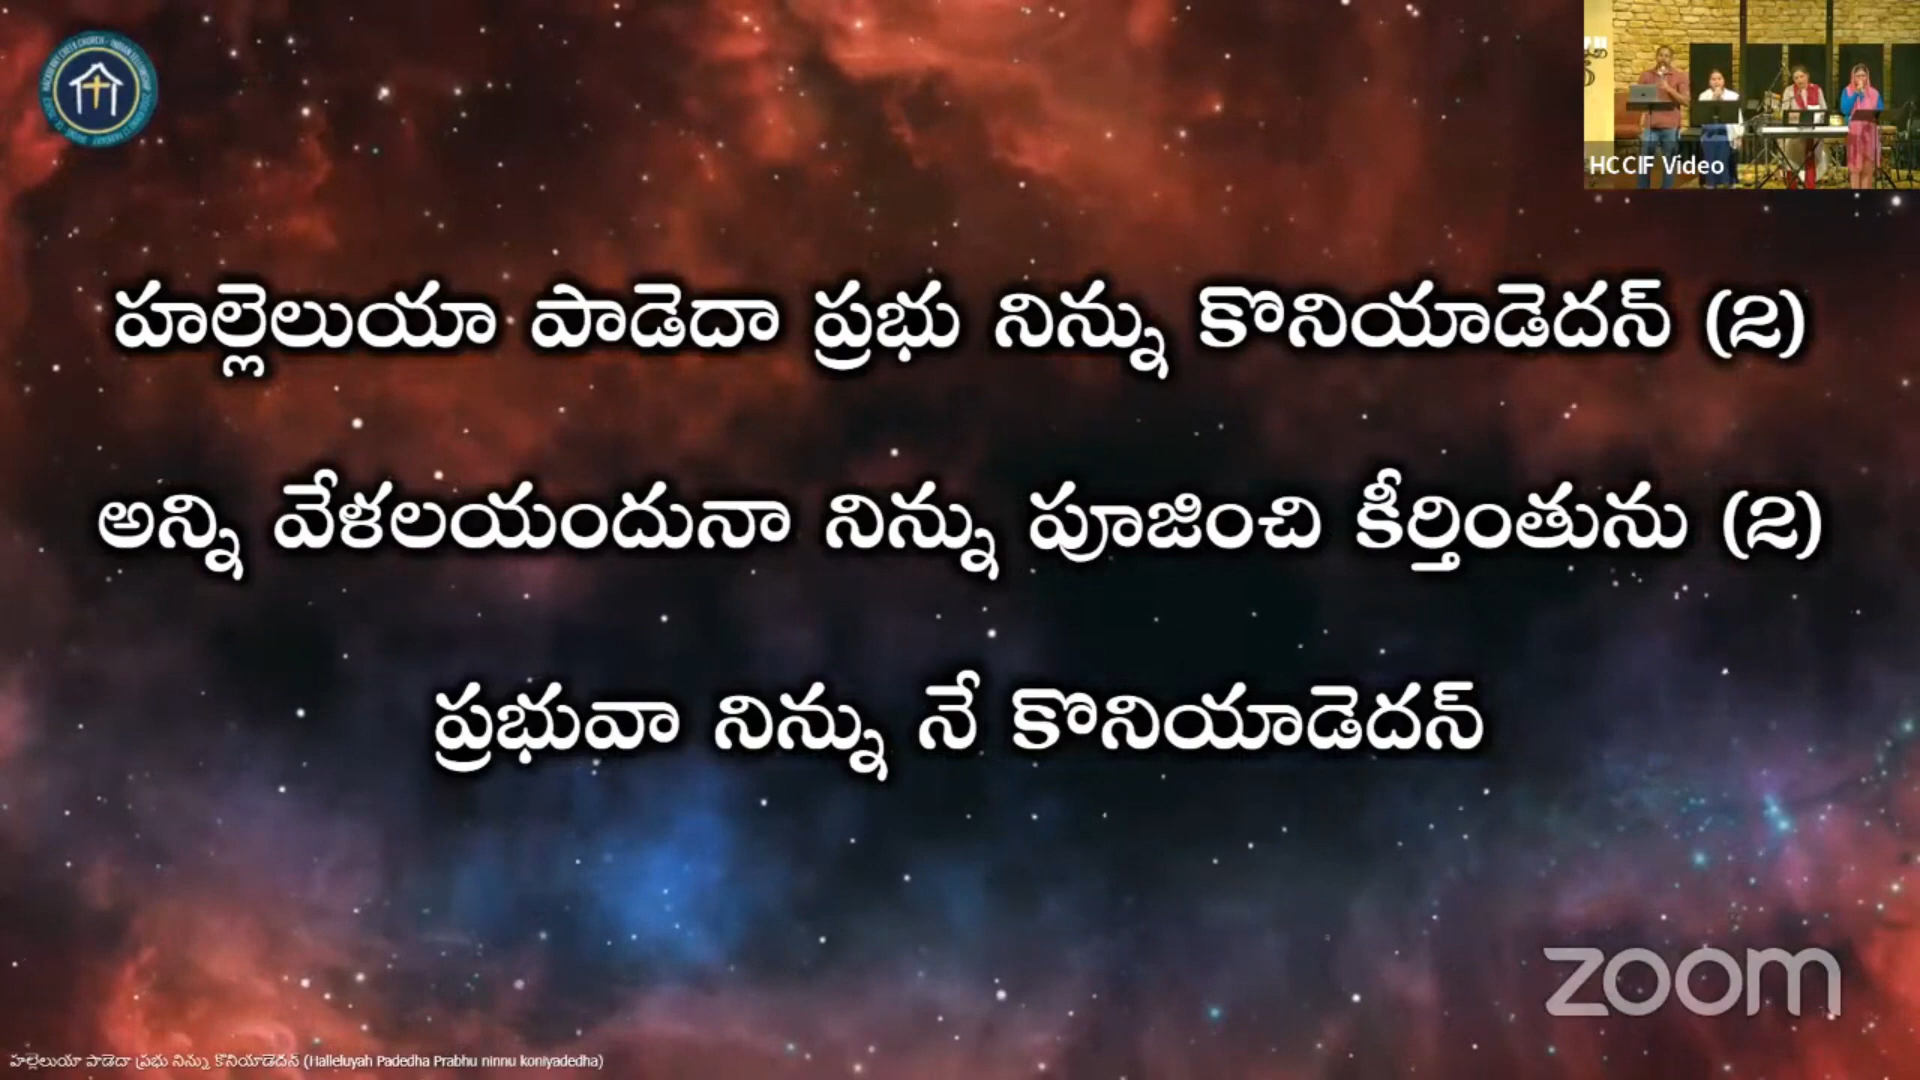 HCCIF Video
హల్లెలుయా పాడెదా ప్రభు నిన్ను కొనియాడెదన్ (2)
అన్ని వేళలయందునా నిన్ను పూజించి కీర్తింతును (2)
ప్రభువా నిన్ను నే కొనియాడెదన్
zoom
హల్లెలుయా పాడెదా ప్రభు నిన్ను కొనియాడెదన్ (Halleluyah Padedha Prabhu ninnu koniyadedha)